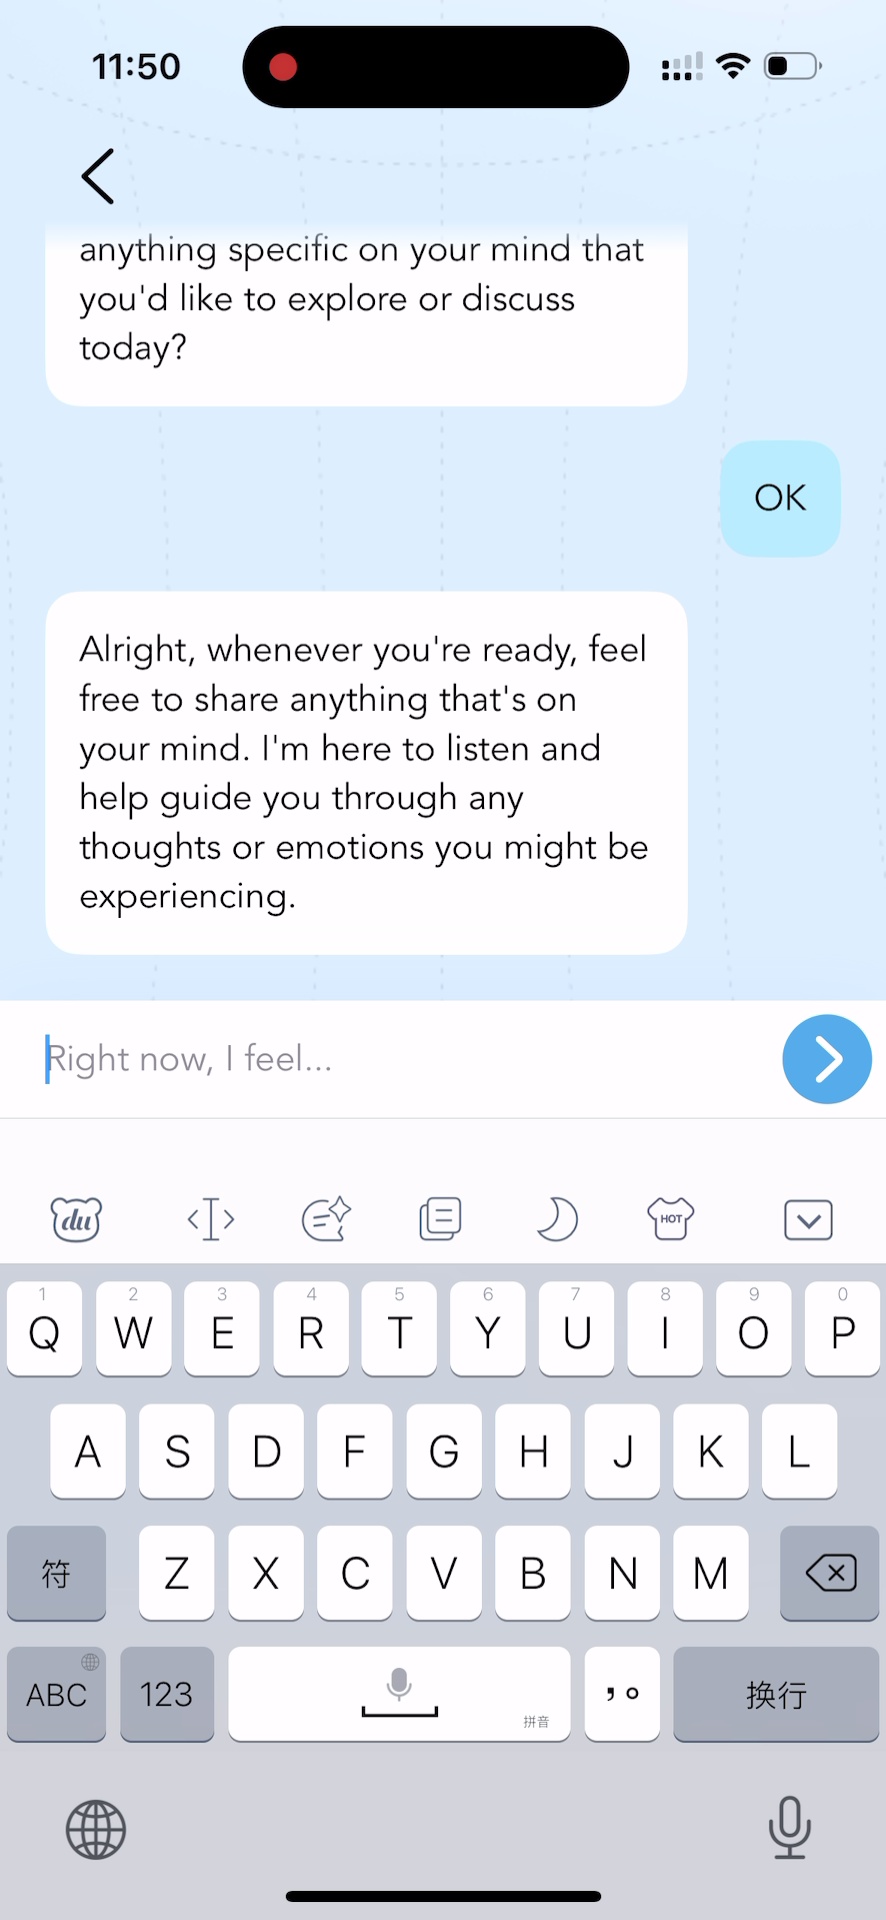 11:50
anything specific on your mind that
you'd like to explore or discuss
today?
OK
Alright, whenever you're ready, feel
free to share anything that's on
your mind. I'm here to listen and
help guide you through any
thoughts or emotions you might be
experiencing.
Right now, I feel...
du
HOT
1 2 3 4 5 6 7 8 9 0
Q W E R T Y U I O P
A S D F G H J K L
符 Z X C V B N M
ABC 123 拼音 ，。 换行